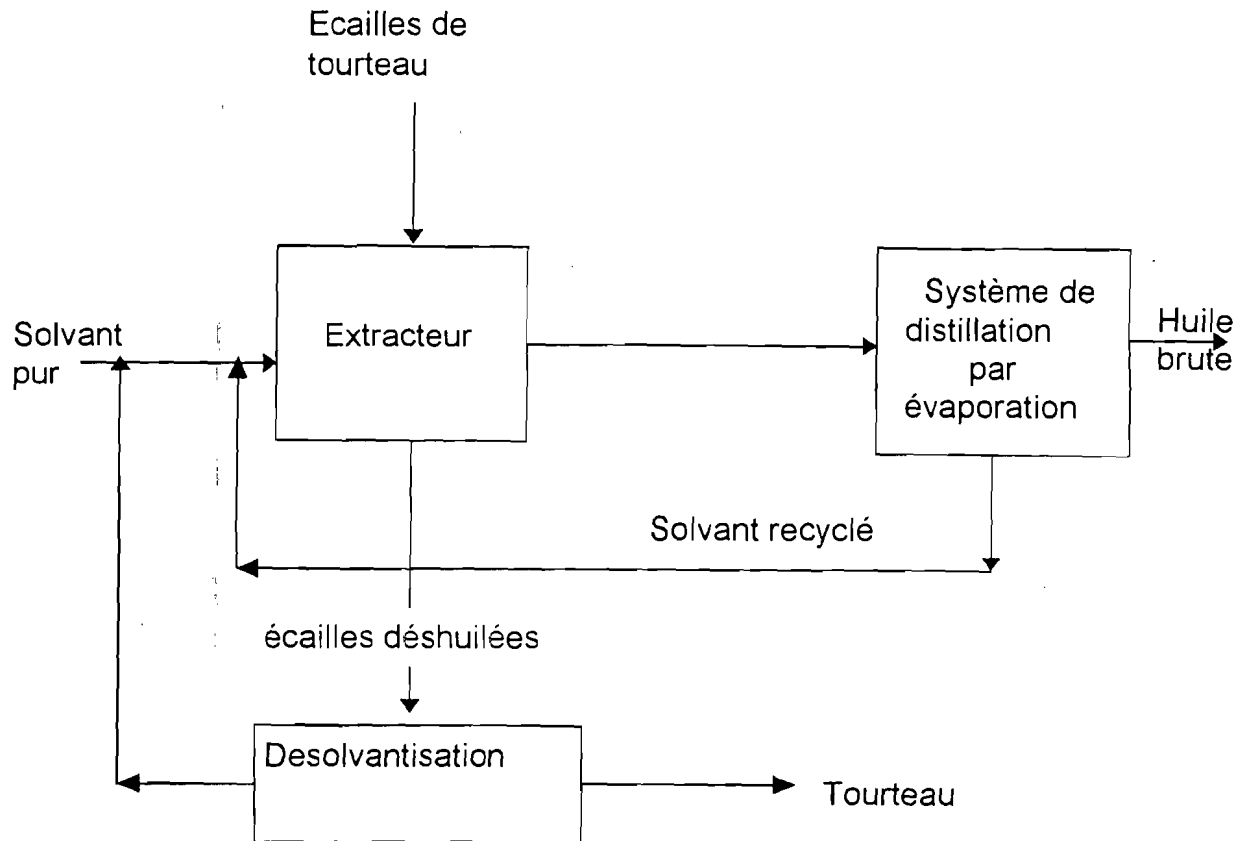 Ecailles de
tourteau
Solvant
pur
Extracteur
Système de
distillation
par
évaporation
Huile
brute
Solvant recyclé
écailles déshuilées
Desolvantisation
Tourteau